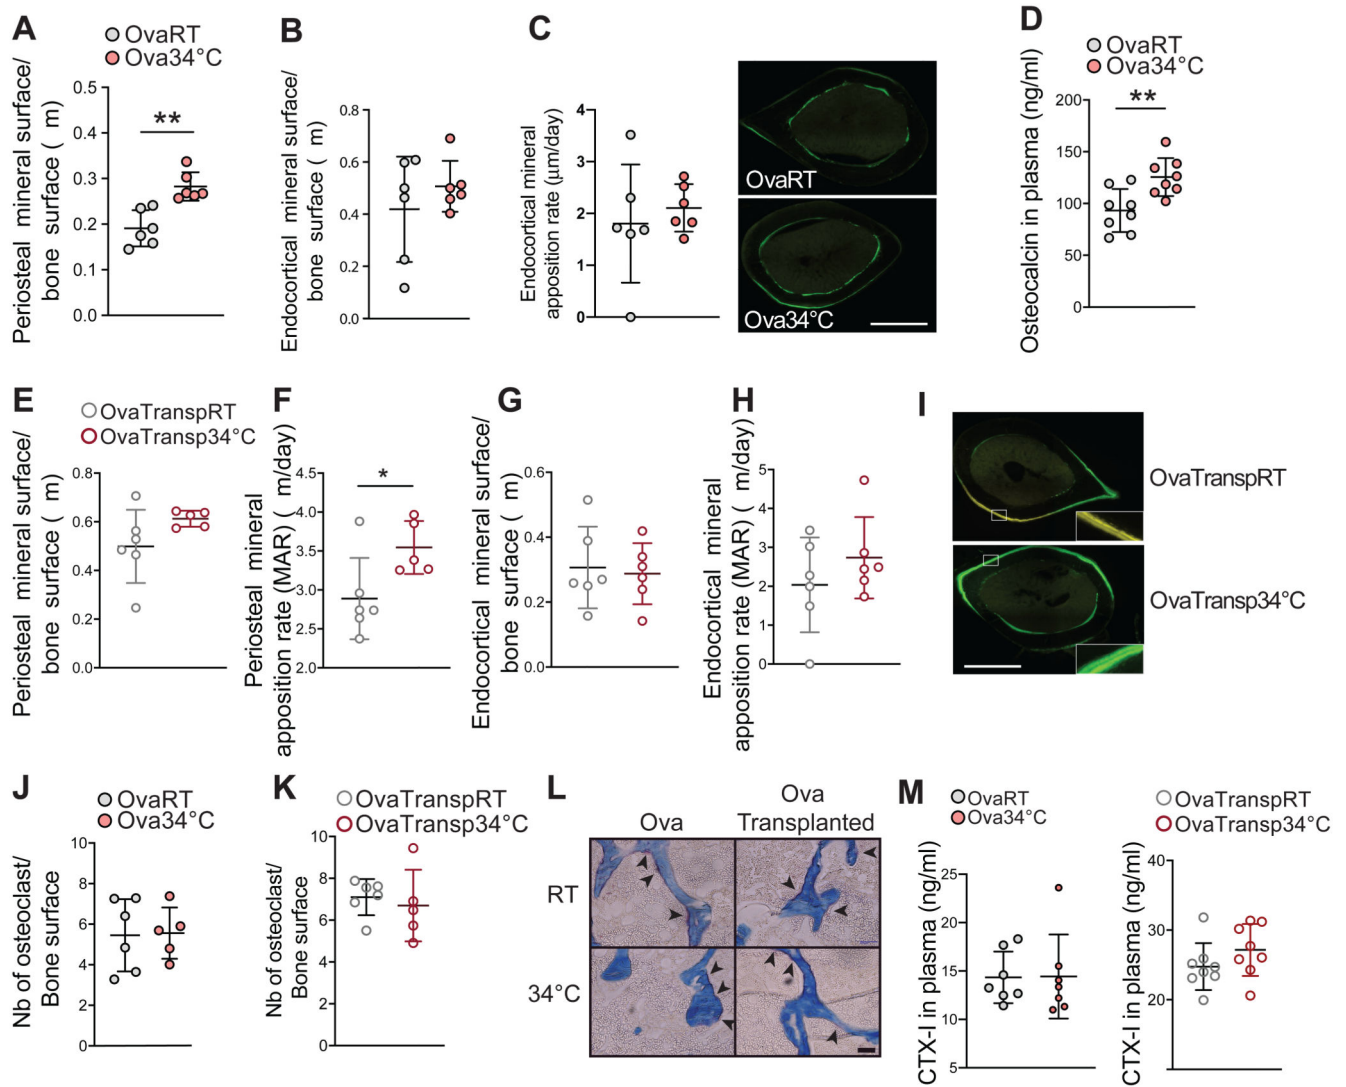 A
OvaRT
Ova34°C
Periosteal mineral surface/
bone surface ( m)
0.5
0.4
0.3
0.2
0.1
0.0
**
B
Endocortical mineral surface/
bone surface ( m)
0.8
0.6
0.4
0.2
0.0
C
Endocortical mineral
apposition rate (µm/day)
4
3
2
1
0
OvaRT
Ova34°C
D
OvaRT
Ova34°C
Osteocalcin in plasma (ng/ml)
200
150
100
50
0
**
E
OvaTranspRT
OvaTransp34°C
Periosteal mineral surface/
bone surface ( m)
0.8
0.6
0.4
0.2
0.0
F
Periosteal mineral
apposition rate (MAR) ( m/day)
4.5
4.0
3.5
3.0
2.5
2.0
*
G
Endocortical mineral surface/
bone surface ( m)
0.6
0.4
0.2
0.0
H
Endocortical mineral
apposition rate (MAR) ( m/day)
5
4
3
2
1
0
I
OvaTranspRT
OvaTransp34°C
J
OvaRT
Ova34°C
Nb of osteoclast/
Bone surface
10
8
6
4
2
0
K
OvaTranspRT
OvaTransp34°C
Nb of osteoclast/
Bone surface
10
8
6
4
2
0
L
Ova
Ova
Transplanted
RT
34°C
M
OvaRT
Ova34°C
CTX-I in plasma (ng/ml)
25
20
15
10
5
OvaTranspRT
OvaTransp34°C
CTX-I in plasma (ng/ml)
40
30
20